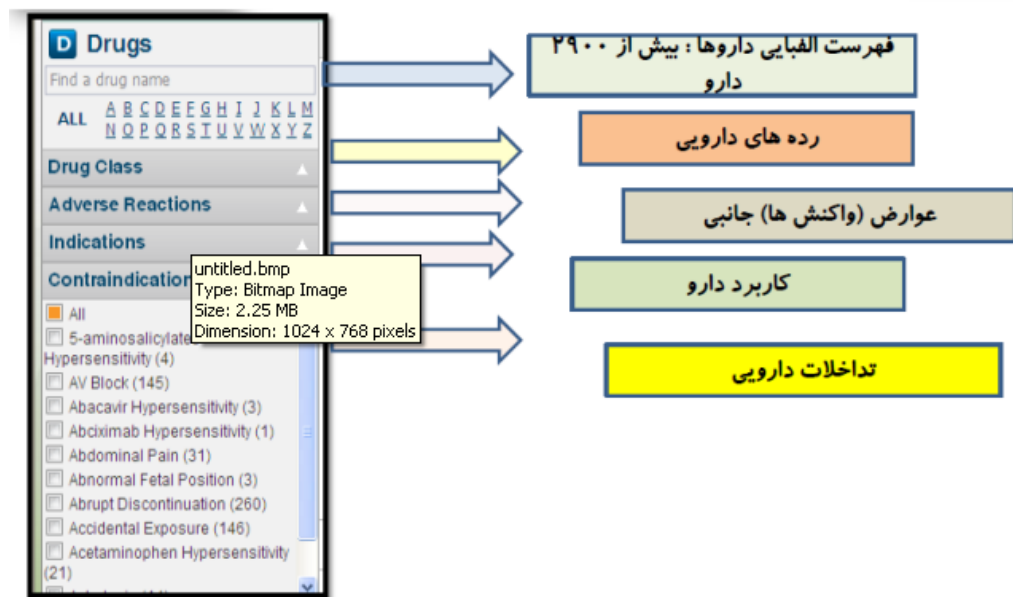 D Drugs
Find a drug name
ALL A B C D E F G H I J K L M
N O P Q R S T U V W X Y Z
Drug Class
Adverse Reactions
Indications
Contraindication
untitled.bmp
Type: Bitmap Image
Size: 2.25 MB
Dimension: 1024 x 768 pixels
All
5-aminosalicylate
Hypersensitivity (4)
AV Block (145)
Abacavir Hypersensitivity (3)
Abciximab Hypersensitivity (1)
Abdominal Pain (31)
Abnormal Fetal Position (3)
Abrupt Discontinuation (260)
Accidental Exposure (146)
Acetaminophen Hypersensitivity
(21)
فهرست الفبایی داروها : بیش از ۲۹۰۰
دارو
رده های دارویی
عوارض (واکنش ها) جانبی
کاربرد دارو
تداخلات دارویی